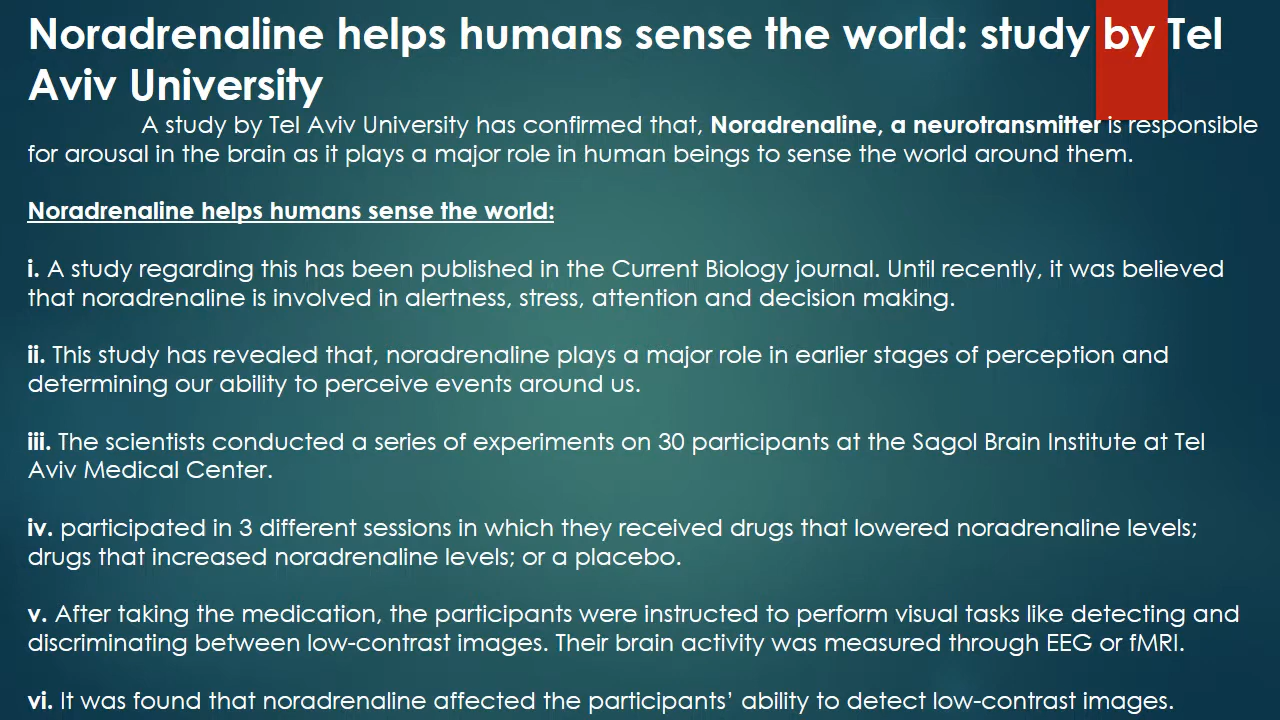 Noradrenaline helps humans sense the world: study by Tel
Aviv University
A study by Tel Aviv University has confirmed that, Noradrenaline, a neurotransmitter is responsible
for arousal in the brain as it plays a major role in human beings to sense the world around them.
Noradrenaline helps humans sense the world:
i. A study regarding this has been published in the Current Biology journal. Until recently, it was believed
that noradrenaline is involved in alertness, stress, attention and decision making.
ii. This study has revealed that, noradrenaline plays a major role in earlier stages of perception and
determining our ability to perceive events around us.
iii. The scientists conducted a series of experiments on 30 participants at the Sagol Brain Institute at Tel
Aviv Medical Center.
iv. participated in 3 different sessions in which they received drugs that lowered noradrenaline levels;
drugs that increased noradrenaline levels; or a placebo.
v. After taking the medication, the participants were instructed to perform visual tasks like detecting and
discriminating between low-contrast images. Their brain activity was measured through EEG or fMRI.
vi. It was found that noradrenaline affected the participants’ ability to detect low-contrast images.